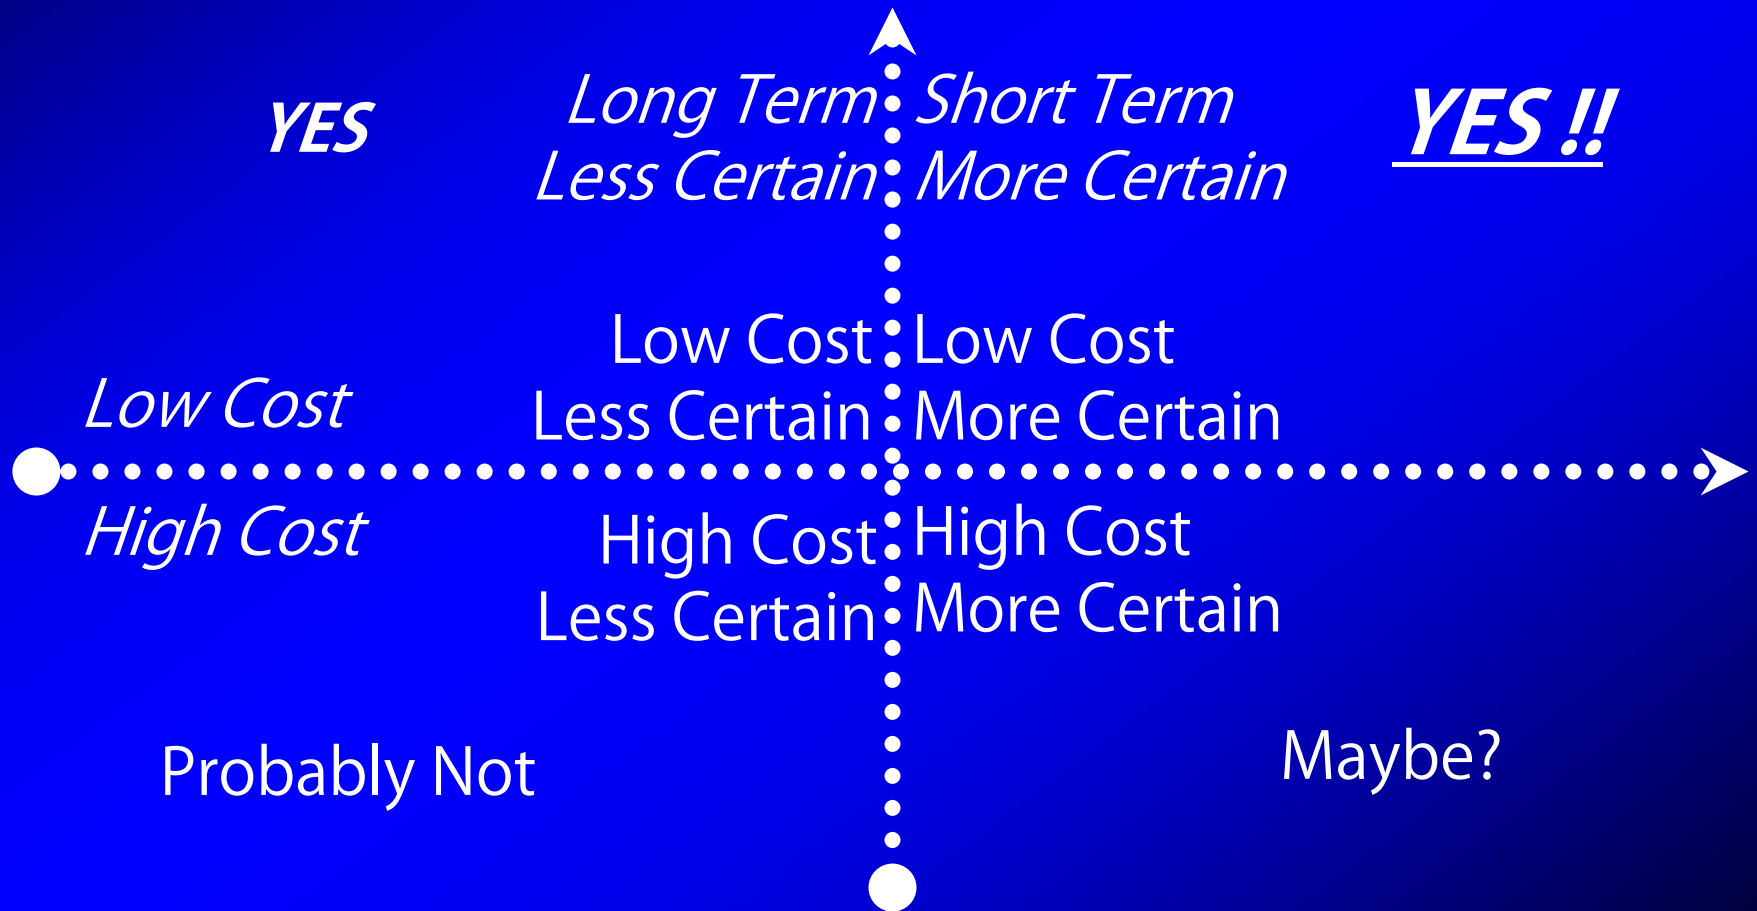 YES
Long Term
Less Certain
Short Term
More Certain
YES !!
Low Cost
Low Cost
Less Certain
Low Cost
More Certain
High Cost
High Cost
Less Certain
High Cost
More Certain
Probably Not
Maybe?